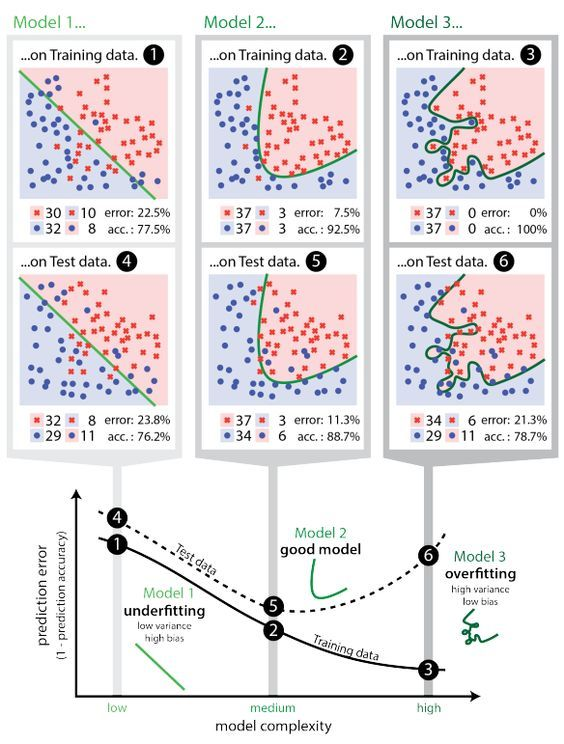 Model 1...
Model 2...
Model 3...
...on Training data. 1
...on Training data. 2
...on Training data. 3
30 10 error: 22.5%
32 8 acc. : 77.5%
37 3 error: 7.5%
37 3 acc. : 92.5%
37 0 error: 0%
37 0 acc. : 100%
...on Test data. 4
...on Test data. 5
...on Test data. 6
32 8 error: 23.8%
29 11 acc. : 76.2%
37 3 error: 11.3%
34 6 acc. : 88.7%
34 6 error: 21.3%
29 11 acc. : 78.7%
prediction error
(1 - prediction accuracy)
4
1
Test data
Model 1
underfitting
low variance
high bias
5
2
Model 2
good model
Training data
6
3
Model 3
overfitting
high variance
low bias
low
medium
high
model complexity